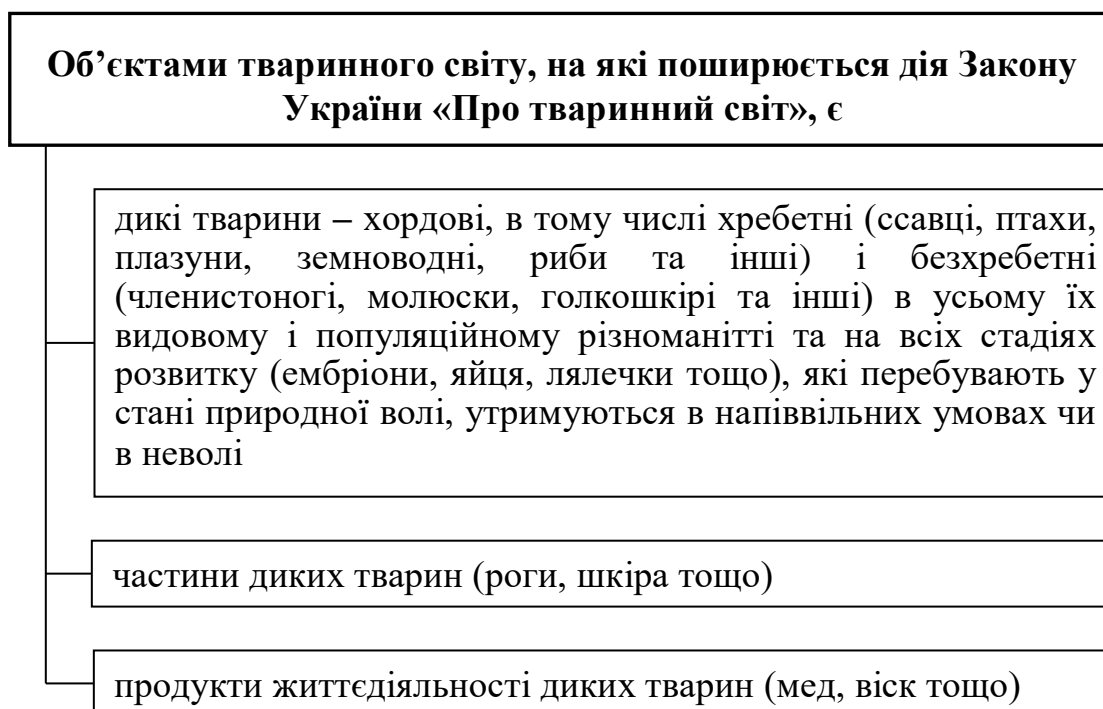 Об’єктами тваринного світу, на які поширюється дія Закону
України «Про тваринний світ», є
дикі тварини – хордові, в тому числі хребетні (ссавці, птахи,
плазуни, земноводні, риби та інші) і безхребетні
(членистоногі, молюски, голкошкірі та інші) в усьому їх
видовому і популяційному різноманітті та на всіх стадіях
розвитку (ембріони, яйця, лялечки тощо), які перебувають у
стані природної волі, утримуються в напіввільних умовах чи
в неволі
частини диких тварин (роги, шкіра тощо)
продукти життєдіяльності диких тварин (мед, віск тощо)